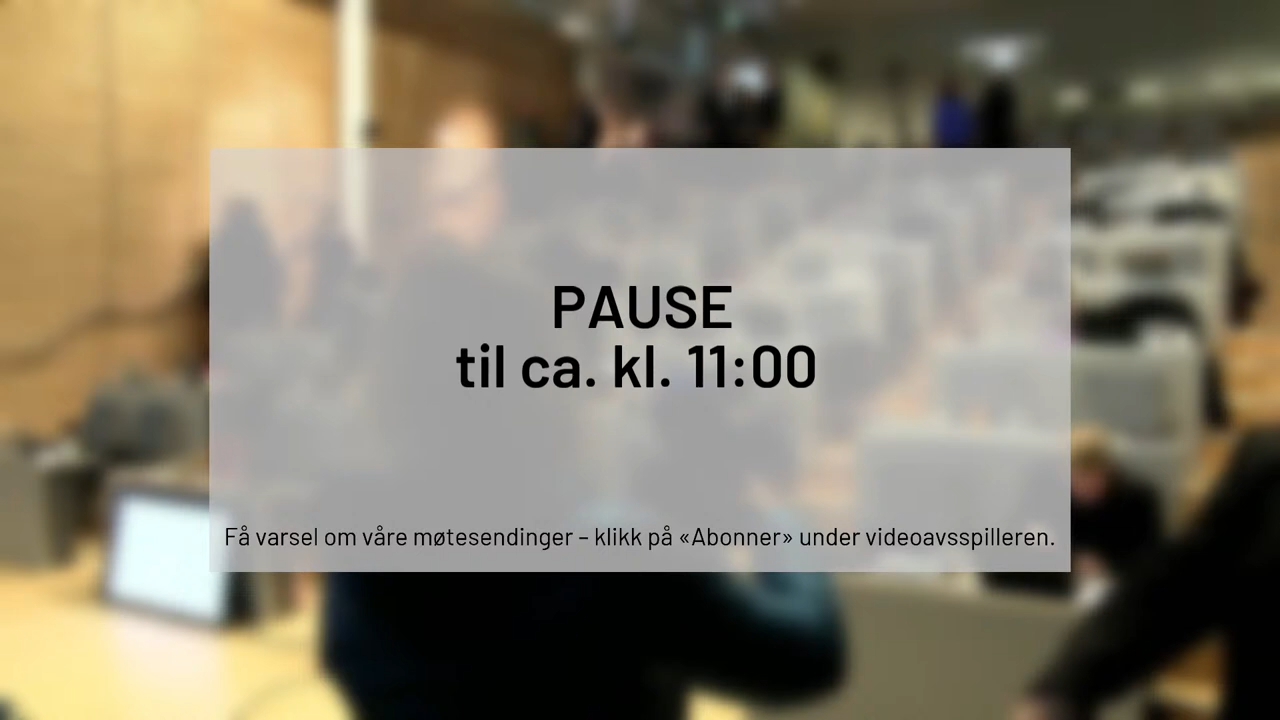 PAUSE
til ca. kl. 11:00
Få varsel om våre møtesendinger – klikk på «Abonner» under videoavsspilleren.